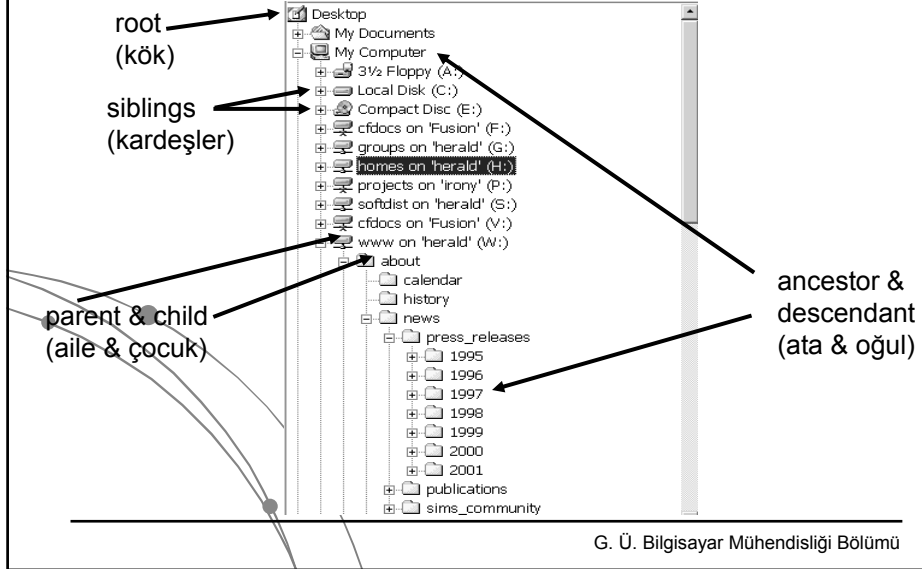 root
(kök)
siblings
(kardeşler)
parent & child
(aile & çocuk)
Desktop
My Documents
My Computer
3½ Floppy (A:)
Local Disk (C:)
Compact Disc (E:)
cfdocs on 'Fusion' (F:)
groups on 'herald' (G:)
homes on 'herald' (H:)
projects on 'irony' (P:)
softdist on 'herald' (S:)
cfdocs on 'Fusion' (V:)
www on 'herald' (W:)
about
calendar
history
news
press_releases
1995
1996
1997
1998
1999
2000
2001
publications
sims_community
ancestor &
descendant
(ata & oğul)
G. Ü. Bilgisayar Mühendisliği Bölümü